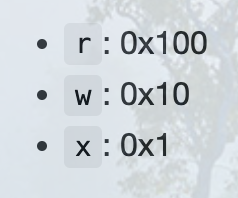 • r : 0x100
• w : 0x10
• x : 0x1